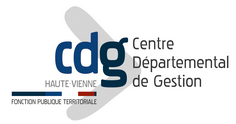 cdg
Centre
Départemental
de Gestion
HAUTE-VIENNE
FONCTION PUBLIQUE TERRITORIALE